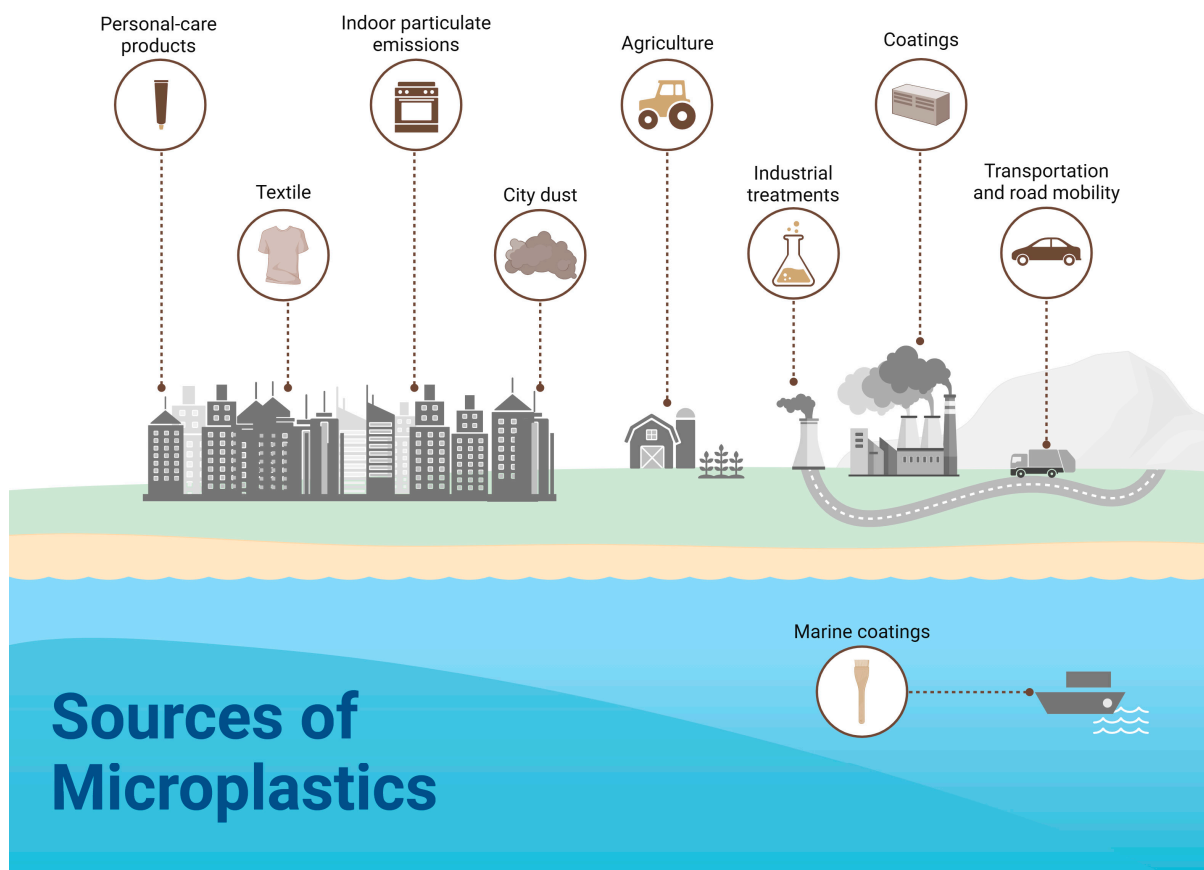 Personal-care
products
Indoor particulate
emissions
Agriculture
Coatings
Textile
City dust
Industrial
treatments
Transportation
and road mobility
Marine coatings
Sources of
Microplastics